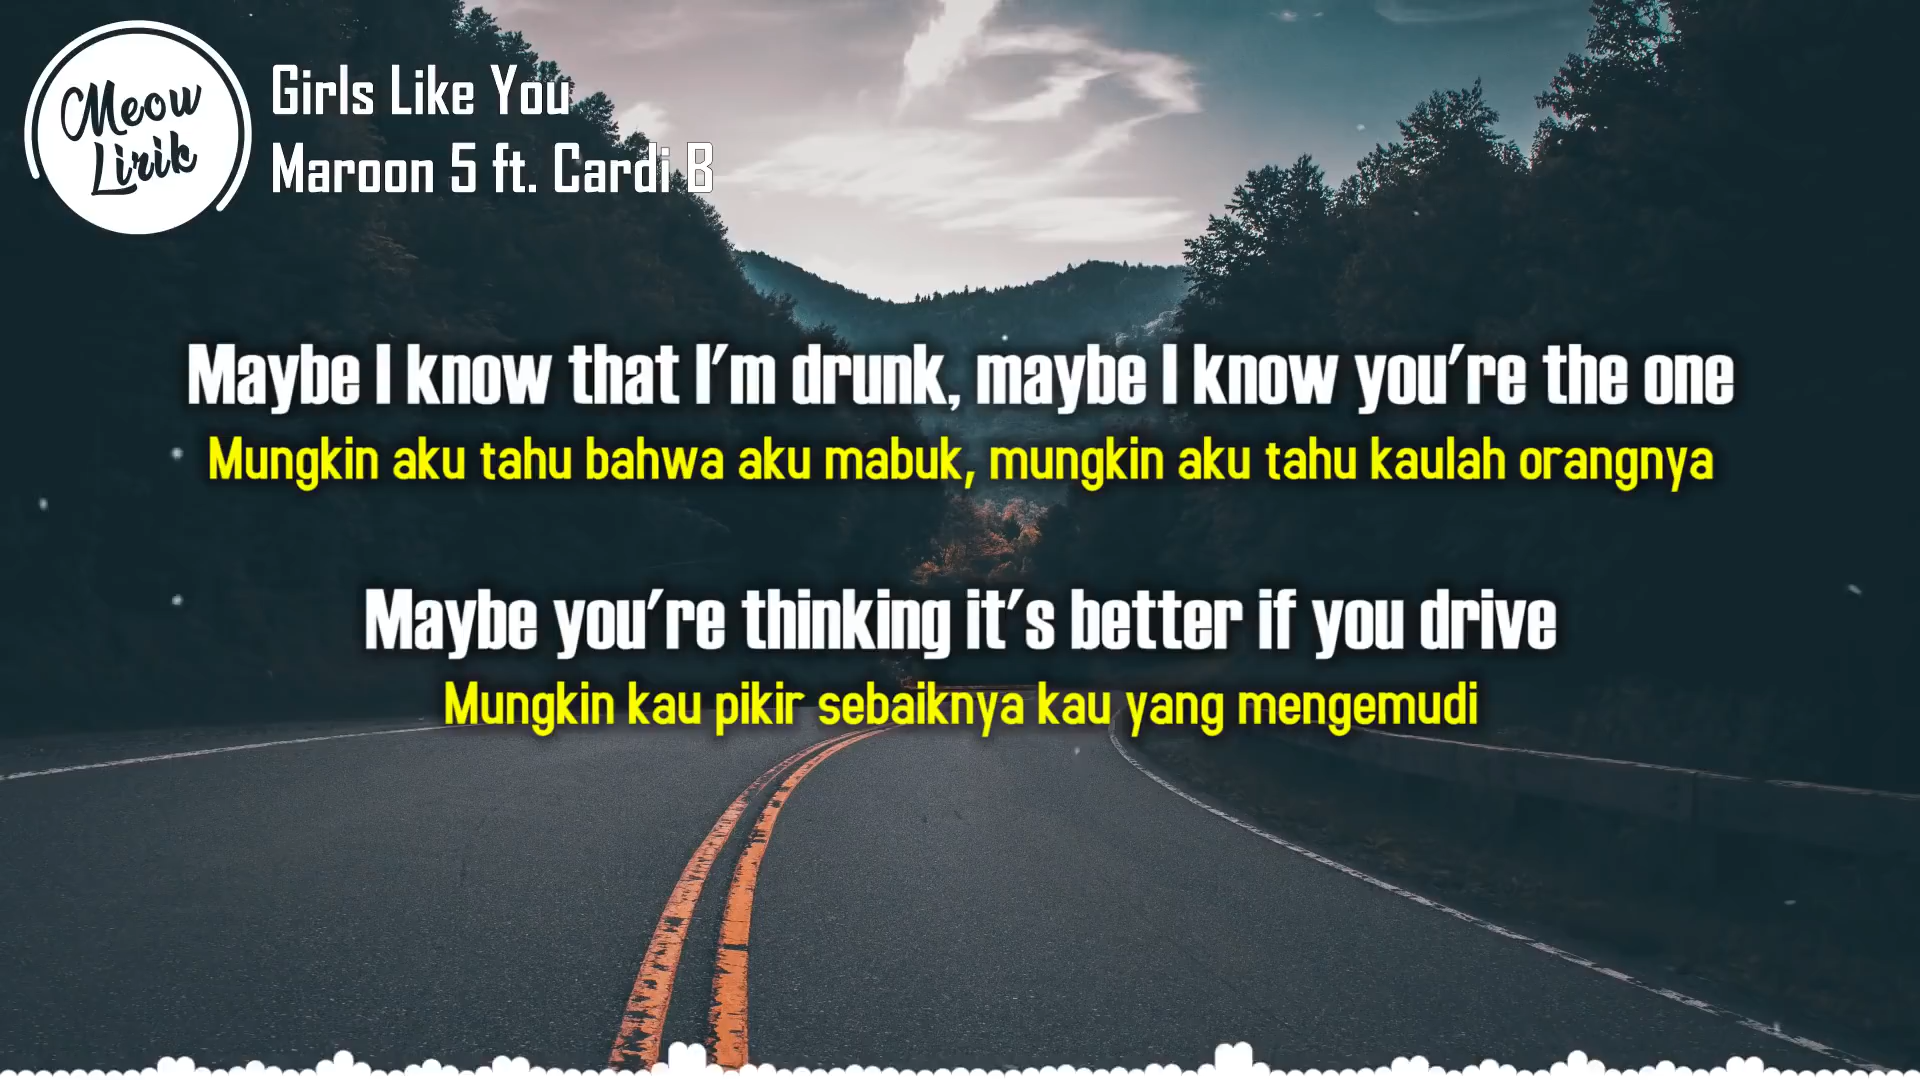 Meow
Lirik
Girls Like You
Maroon 5 ft. Cardi B
Maybe I know that I'm drunk, maybe I know you're the one
Mungkin aku tahu bahwa aku mabuk, mungkin aku tahu kaulah orangnya
Maybe you're thinking it's better if you drive
Mungkin kau pikir sebaiknya kau yang mengemudi